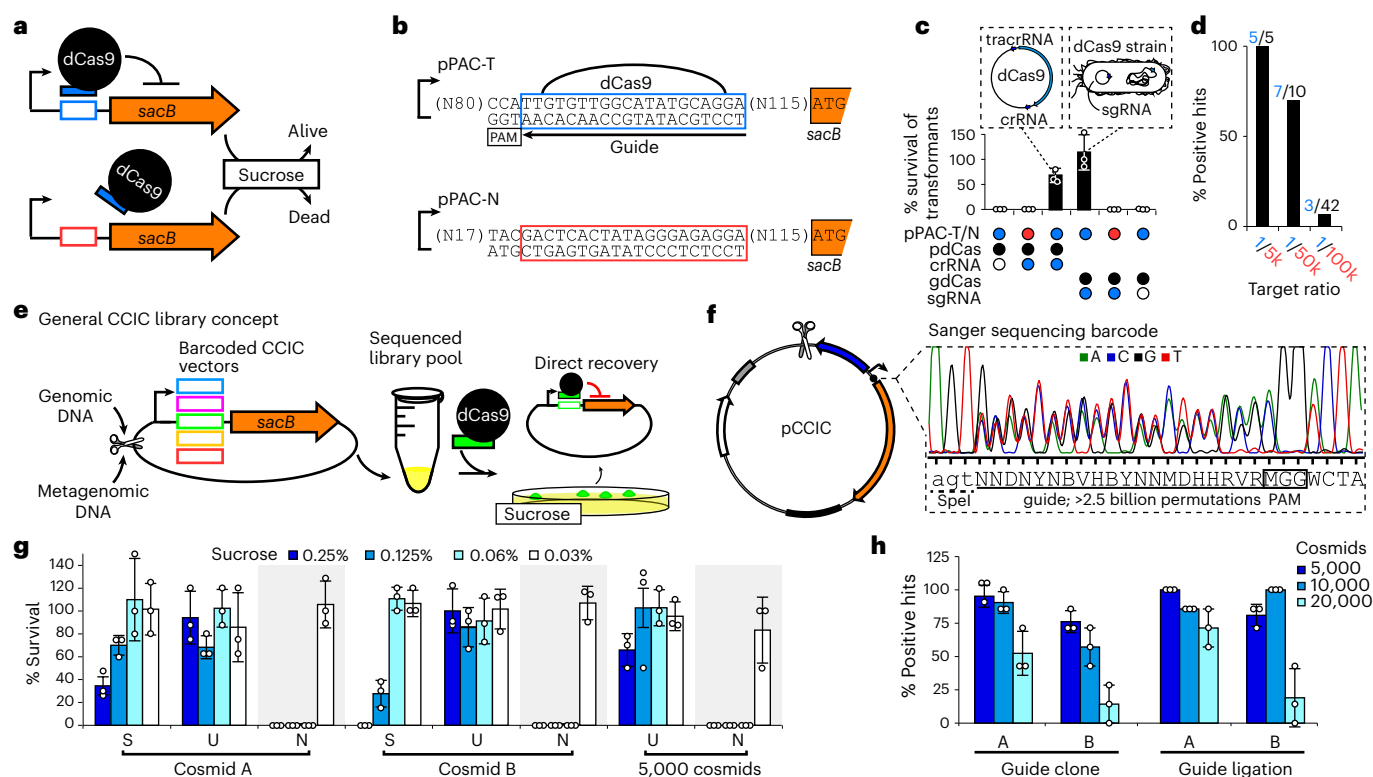 a
dCas9
sacB
Alive
Sucrose
Dead
dCas9
sacB
b
pPAC-T
dCas9
(N80) CCATTGTGTTGGCATATGCAGGA (N115) ATG
GGTAACACAACCGTATACGTCCT
sacB
PAM
Guide
pPAC-N
(N17) TACGACTCACTATAGGGAGAGGA (N115) ATG
ATGCTGAGTGATATCCCTCTCCT
sacB
c
tracrRNA
dCas9
crRNA
dCas9 strain
sgRNA
% survival of transformants
150
100
50
0
pPAC-T/N
pdCas
crRNA
gdCas
sgRNA
d
% Positive hits
100
50
0
5/5
7/10
3/42
1/5k
1/50k
1/100k
Target ratio
e
General CCIC library concept
Barcoded CCIC vectors
Genomic DNA
Metagenomic DNA
sacB
Sequenced library pool
dCas9
Direct recovery
Sucrose
f
pCCIC
Sanger sequencing barcode
A C G T
agtNNDNYNBVHBYNNMDHHRVRMGGWCTA
SpeI
guide; >2.5 billion permutations PAM
g
Sucrose 0.25% 0.125% 0.06% 0.03%
% Survival
140
120
100
80
60
40
20
0
S U N S U N U N
Cosmid A Cosmid B 5,000 cosmids
h
% Positive hits
125
100
75
50
25
0
Cosmids
5,000
10,000
20,000
A B A B
Guide clone Guide ligation